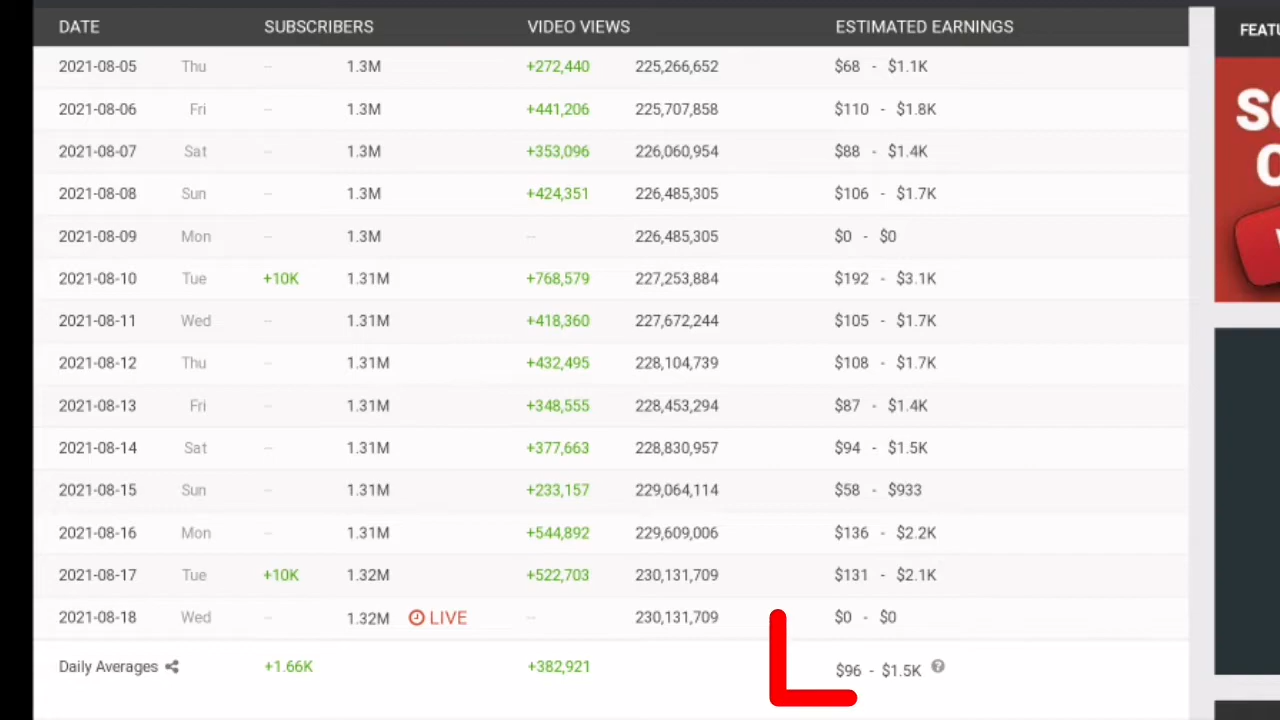 DATE SUBSCRIBERS VIDEO VIEWS ESTIMATED EARNINGS
2021-08-05 Thu -- 1.3M +272,440 225,266,652 $68 - $1.1K
2021-08-06 Fri -- 1.3M +441,206 225,707,858 $110 - $1.8K
2021-08-07 Sat -- 1.3M +353,096 226,060,954 $88 - $1.4K
2021-08-08 Sun -- 1.3M +424,351 226,485,305 $106 - $1.7K
2021-08-09 Mon -- 1.3M -- 226,485,305 $0 - $0
2021-08-10 Tue +10K 1.31M +768,579 227,253,884 $192 - $3.1K
2021-08-11 Wed -- 1.31M +418,360 227,672,244 $105 - $1.7K
2021-08-12 Thu -- 1.31M +432,495 228,104,739 $108 - $1.7K
2021-08-13 Fri -- 1.31M +348,555 228,453,294 $87 - $1.4K
2021-08-14 Sat -- 1.31M +377,663 228,830,957 $94 - $1.5K
2021-08-15 Sun -- 1.31M +233,157 229,064,114 $58 - $933
2021-08-16 Mon -- 1.31M +544,892 229,609,006 $136 - $2.2K
2021-08-17 Tue +10K 1.32M +522,703 230,131,709 $131 - $2.1K
2021-08-18 Wed -- 1.32M LIVE -- 230,131,709 $0 - $0
Daily Averages +1.66K +382,921 $96 - $1.5K